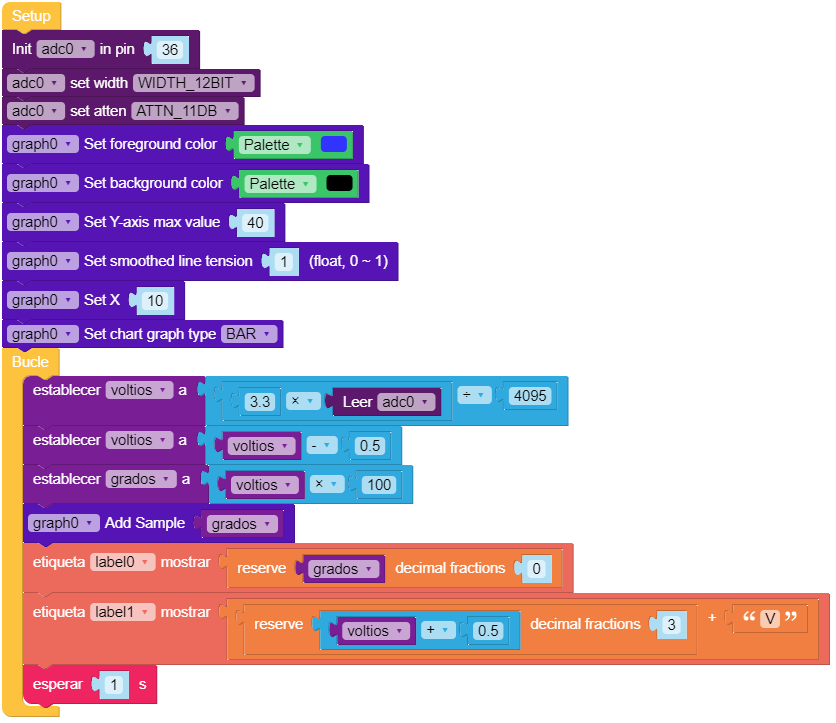 Setup
Init adc0 in pin 36
adc0 set width WIDTH_12BIT
adc0 set atten ATTN_11DB
graph0 Set foreground color Palette
graph0 Set background color Palette
graph0 Set Y-axis max value 40
graph0 Set smoothed line tension 1 (float, 0 ~ 1)
graph0 Set X 10
graph0 Set chart graph type BAR
Bucle
establecer voltios a 3.3 × Leer adc0 ÷ 4095
establecer voltios a voltios - 0.5
establecer grados a voltios × 100
graph0 Add Sample grados
etiqueta label0 mostrar reserve grados decimal fractions 0
etiqueta label1 mostrar reserve voltios + 0.5 decimal fractions 3 + “ V ”
esperar 1 s